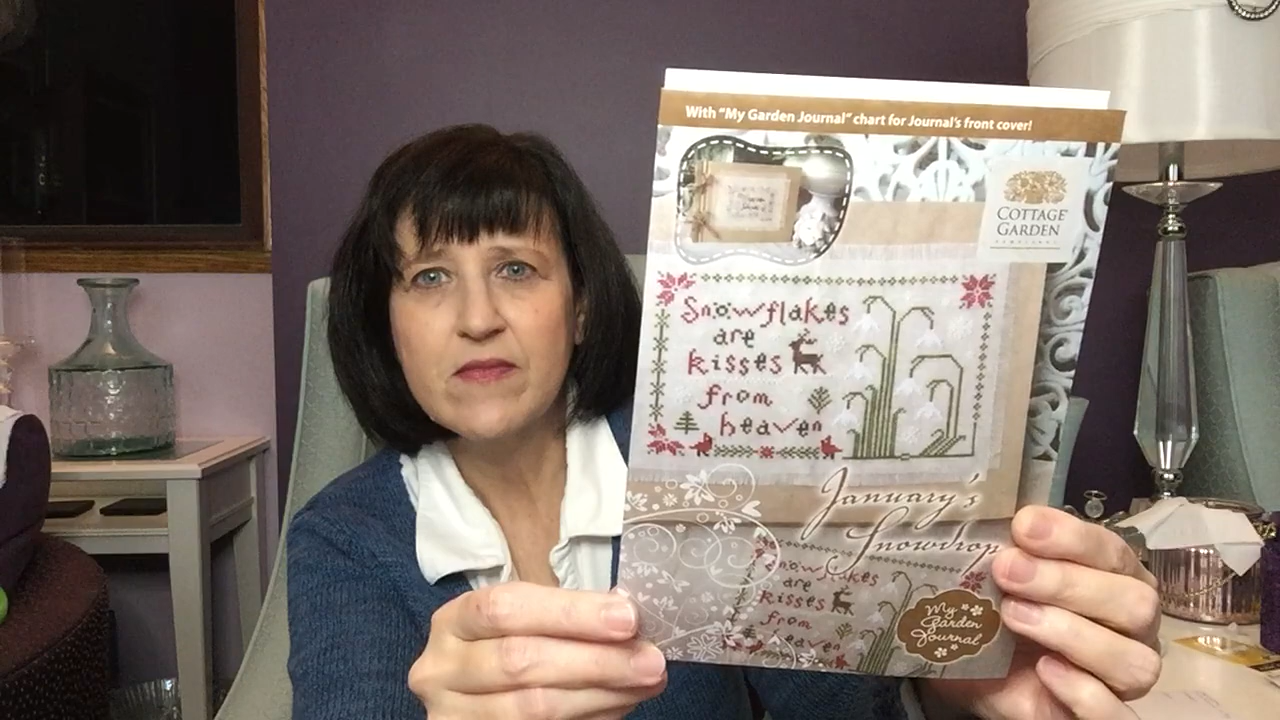 With "My Garden Journal" chart for Journal's front cover!
COTTAGE
GARDEN
Snowflakes
are
kisses
from
heaven
January's
Snowdrop
Snowflakes
are
kisses
from
heaven
My
Garden
Journal